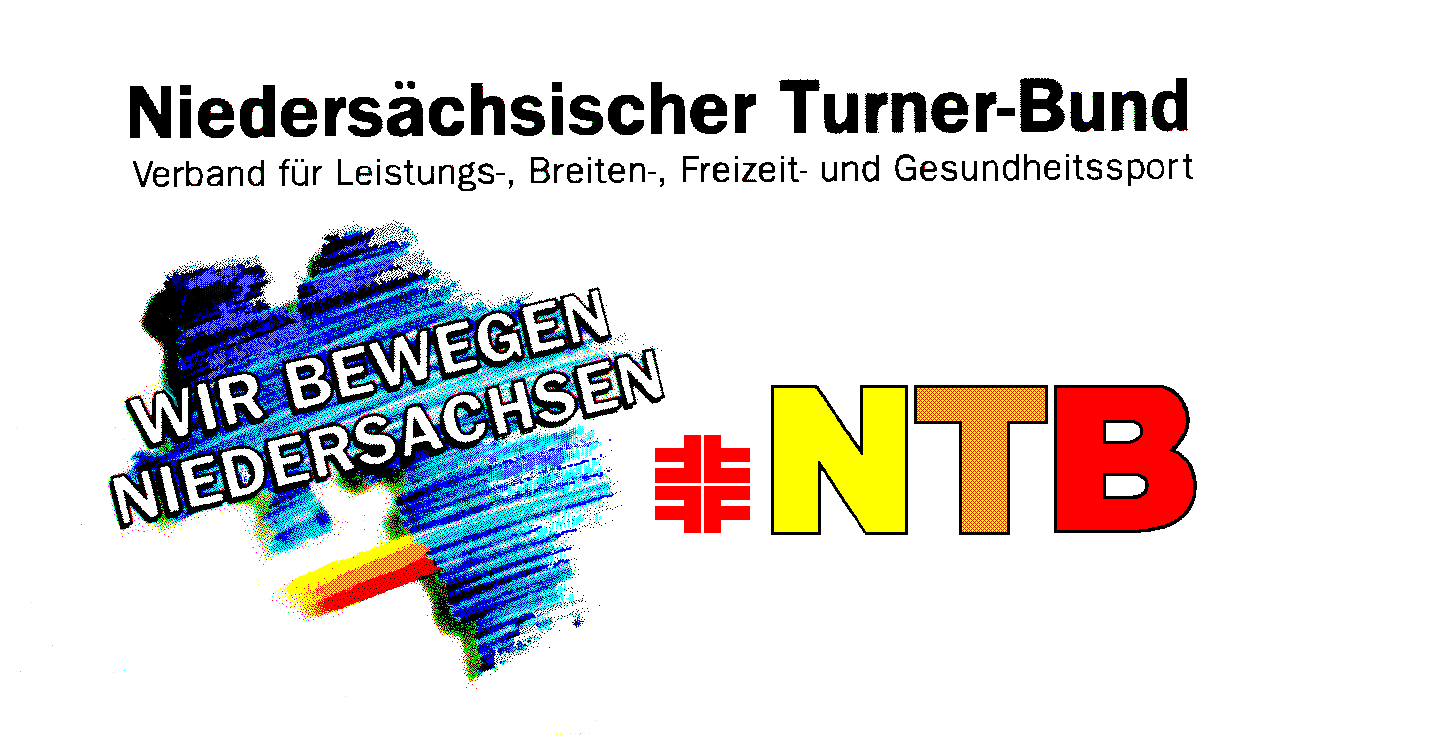 Niedersächsischer Turner-Bund
Verband für Leistungs-, Breiten-, Freizeit- und Gesundheitssport
WIR BEWEGEN
NIEDERSACHSEN
NTB